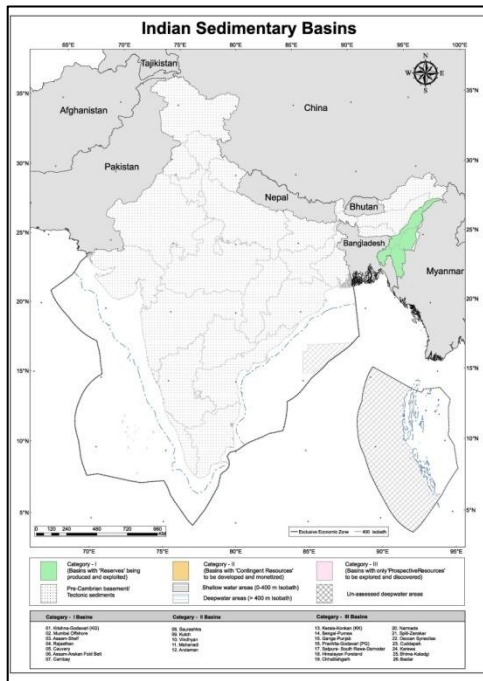 Indian Sedimentary Basins
65°E 70°E 75°E 80°E 85°E 90°E 95°E 100°E
Tajikistan
N
W E
S
35°N 35°N
China
Afghanistan
Pakistan
30°N 30°N
Nepal
Bhutan
25°N 25°N
Bangladesh
Myanmar
20°N 20°N
15°N 15°N
10°N 10°N
5°N 5°N
Exclusive Economic Zone 400 Isobath
70°E 75°E 80°E 85°E 90°E 95°E
Category - I
(Basins with 'Reserves' being
produced and exploited)
Category - II
(Basins with 'Contingent Resources'
to be developed and monetized)
Category - III
(Basins with only'ProspectiveResources'
to be explored and discovered)
Pre-Cambrian basement/
Tectonic sediments
Shallow water areas (0-400 m Isobath)
Deepwater areas (> 400 m Isobath)
Un-assessed deepwater areas
Category - I Basins
01. Krishna-Godavari (KG)
02. Mumbai Offshore
03. Assam-Shelf
04. Rajasthan
05. Cauvery
06. Assam-Arakan Fold Belt
07. Cambay
Category - II Basins
08. Saurashtra
09. Kutch
10. Vindhyan
11. Mahanadi
12. Andaman
Category - III Basins
13. Kerala-Konkan (KK)
14. Bengal-Purnea
15. Ganga-Punjab
16. Pranhita-Godavari (PG)
17. Satpura- South Rewa-Damodar
18. Himalayan Foreland
19. Chhattisgarh
20. Narmada
21. Spiti-Zanskar
22. Deccan Syneclise
23. Cuddapah
24. Karewa
25. Bhima-Kaladgi
26. Bastar